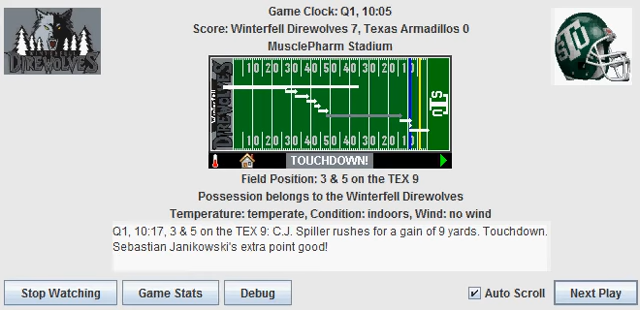 Game Clock: Q1, 10:05
Score: Winterfell Direwolves 7, Texas Armadillos 0
MusclePharm Stadium
DIREWOLVES
STU
10 20 30 40 50 40 30 20 10
DIREWOLVES
STU
10 20 30 40 50 40 30 20 10
TOUCHDOWN!
Field Position: 3 & 5 on the TEX 9
Possession belongs to the Winterfell Direwolves
Temperature: temperate, Condition: indoors, Wind: no wind
Q1, 10:17, 3 & 5 on the TEX 9: C.J. Spiller rushes for a gain of 9 yards. Touchdown.
Sebastian Janikowski's extra point good!
Stop Watching
Game Stats
Debug
Auto Scroll
Next Play